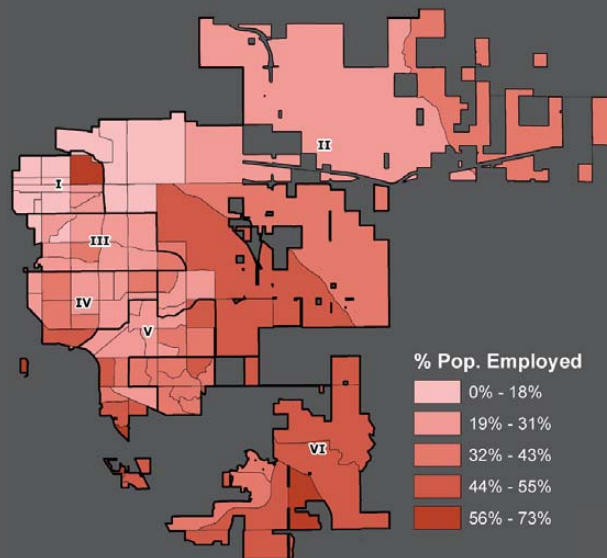 II
I
III
IV
V
VI
% Pop. Employed
0% - 18%
19% - 31%
32% - 43%
44% - 55%
56% - 73%